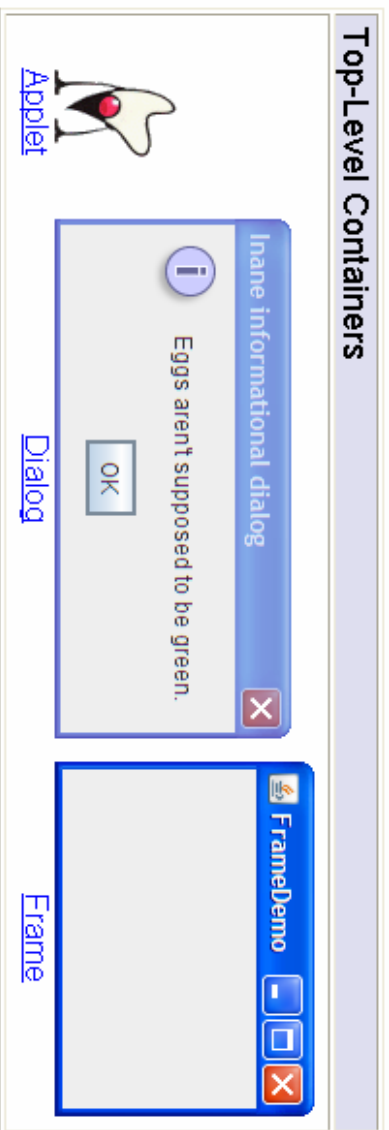 Top-Level Containers
Inane informational dialog
Eggs aren't supposed to be green.
OK
FrameDemo
Applet
Dialog
Frame